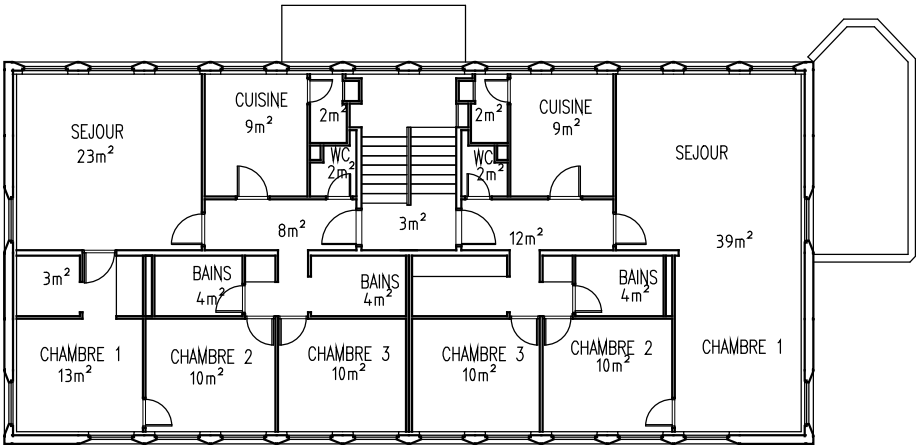 CUISINE
9m²
2m²
2m²
CUISINE
9m²
SEJOUR
23m²
WC
2m²
WC
2m²
SEJOUR
8m²
3m²
12m²
39m²
3m²
BAINS
4m²
BAINS
4m²
BAINS
4m²
CHAMBRE 1
13m²
CHAMBRE 2
10m²
CHAMBRE 3
10m²
CHAMBRE 3
10m²
CHAMBRE 2
10m²
CHAMBRE 1